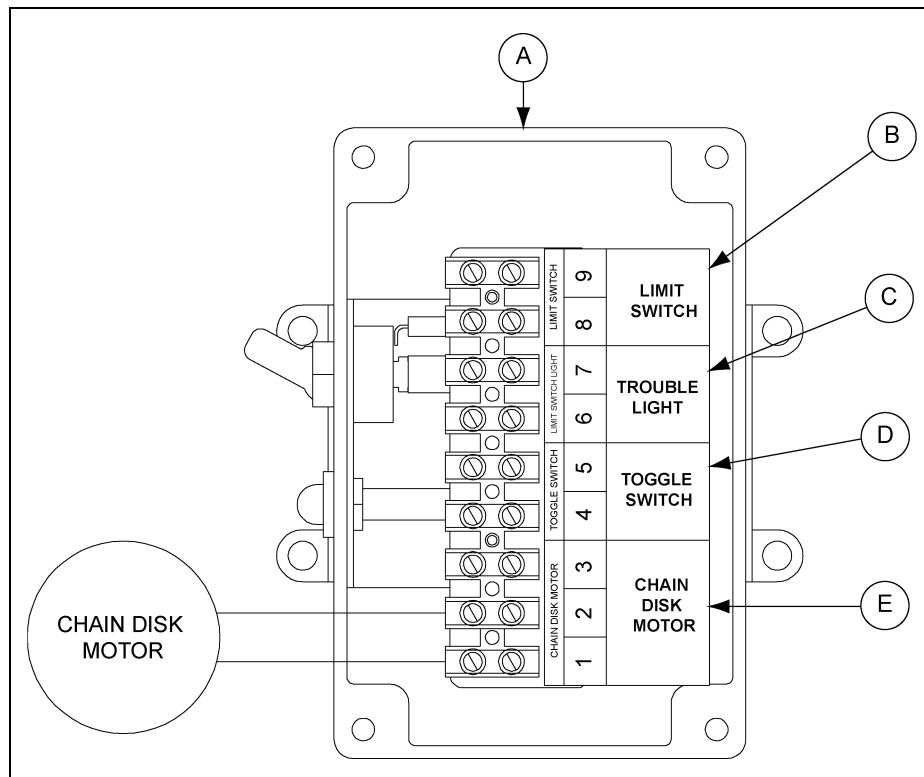 A
B
C
D
E
LIMIT SWITCH
9
8
LIMIT
SWITCH
LIMIT SWITCH LIGHT
7
6
TROUBLE
LIGHT
TOGGLE SWITCH
5
4
TOGGLE
SWITCH
CHAIN DISK MOTOR
3
2
1
CHAIN
DISK
MOTOR
CHAIN DISK
MOTOR